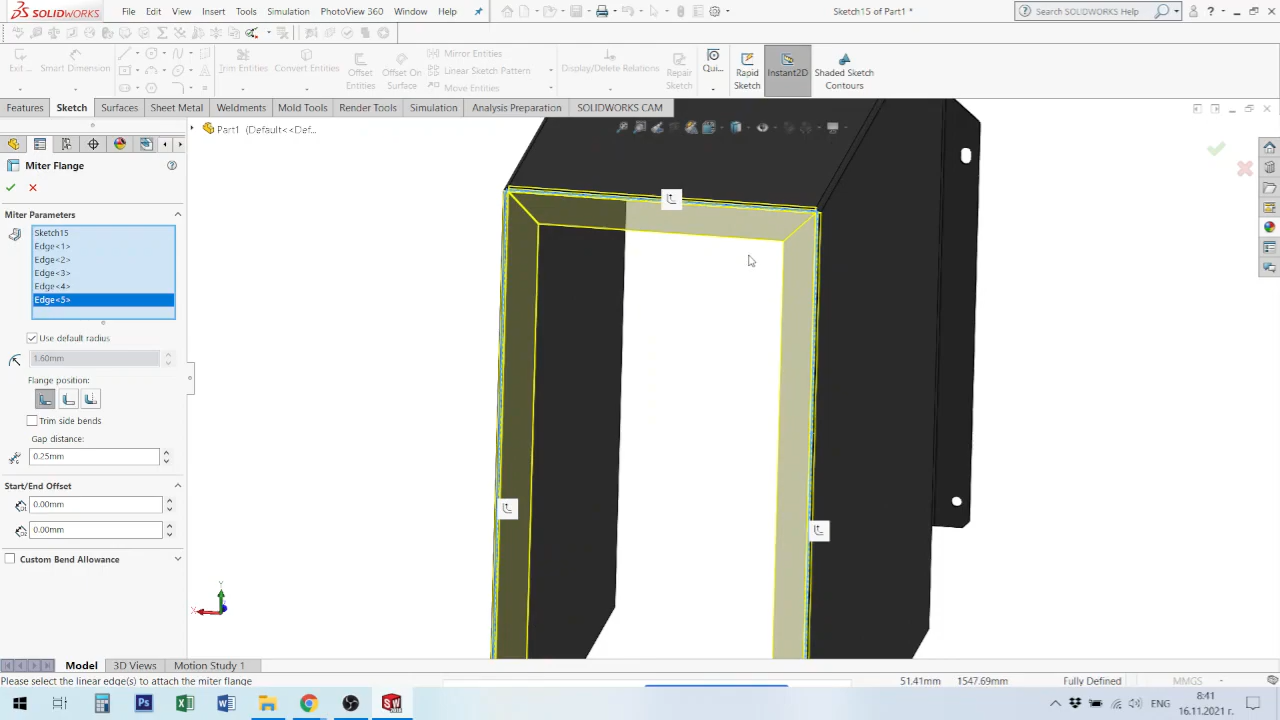 SOLIDWORKS
File Edit View Insert Tools Simulation PhotoView 360 Window Help
Sketch15 of Part1 *
Search SOLIDWORKS Help
Exit ...
Smart Dimension
Trim Entities
Convert Entities
Offset Entities
Offset On Surface
Mirror Entities
Linear Sketch Pattern
Move Entities
Display/Delete Relations
Repair Sketch
Qui...
Rapid Sketch
Instant2D
Shaded Sketch Contours
Features Sketch Surfaces Sheet Metal Weldments Mold Tools Render Tools Simulation Analysis Preparation SOLIDWORKS CAM
Part1 (Default<<Def...
Miter Flange
Miter Parameters
Sketch15
Edge<1>
Edge<2>
Edge<3>
Edge<4>
Edge<5>
Use default radius
1.60mm
Flange position:
Trim side bends
Gap distance:
0.25mm
Start/End Offset
0.00mm
0.00mm
Custom Bend Allowance
Y
X
Model 3D Views Motion Study 1
Please select the linear edge(s) to attach the miter flange
51.41mm 1547.69mm Fully Defined MMGS
ENG
8:41
16.11.2021 г.